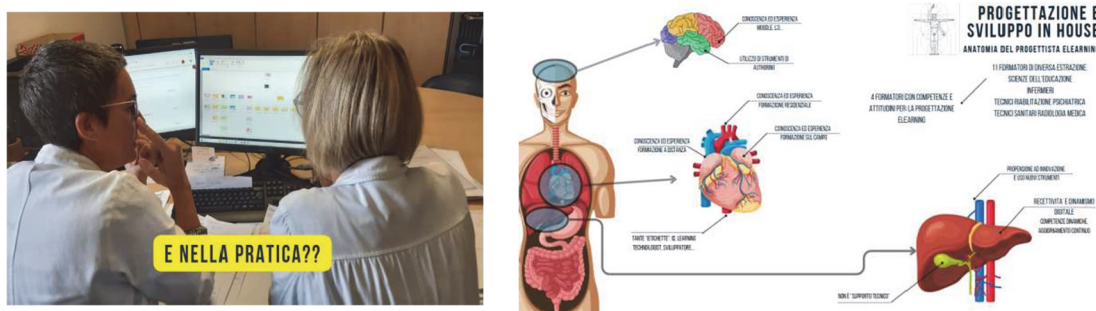 E NELLA PRATICA??
CONOSCENZA ED ESPERIENZA
MOODLE, LO...
UTILIZZO DI STRUMENTI DI
AUTHORING
CONOSCENZA ED ESPERIENZA
FORMAZIONE RESIDENZIALE
CONOSCENZA ED ESPERIENZA
FORMAZIONE SUL CAMPO
CONOSCENZA ED ESPERIENZA
FORMAZIONE A DISTANZA
TANTE "ETICHETTE" ID, LEARNING
TECHNOLOGIST, SVILUPPATORE...
PROGETTAZIONE E
SVILUPPO IN HOUSE
ANATOMIA DEL PROGETTISTA ELEARNING
11 FORMATORI DI DIVERSA ESTRAZIONE
SCIENZE DELL'EDUCAZIONE
INFERMIERI
TECNICI RIABILITAZIONE PSICHIATRICA
TECNICI SANITARI RADIOLOGIA MEDICA
4 FORMATORI CON COMPETENZE E
ATTITUDINI PER LA PROGETTAZIONE
ELEARNING
PROPENSIONE AD INNOVAZIONE
E USO NUOVI STRUMENTI
RECETTIVITA' E DINAMISMO
DIGITALE
COMPETENZE DINAMICHE,
AGGIORNAMENTO CONTINUO
NON È "SUPPORTO TECNICO"